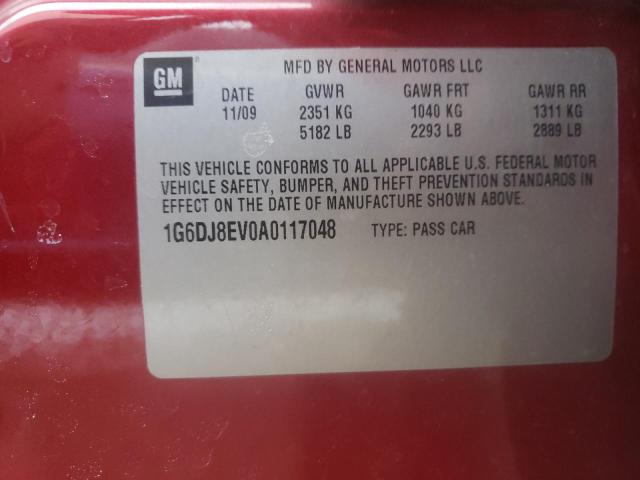 GM
MFD BY GENERAL MOTORS LLC
DATE GVWR GAWR FRT GAWR RR
11/09 2351 KG 1040 KG 1311 KG
5182 LB 2293 LB 2889 LB
THIS VEHICLE CONFORMS TO ALL APPLICABLE U.S. FEDERAL MOTOR
VEHICLE SAFETY, BUMPER, AND THEFT PREVENTION STANDARDS IN
EFFECT ON THE DATE OF MANUFACTURE SHOWN ABOVE.
1G6DJ8EV0A0117048 TYPE: PASS CAR